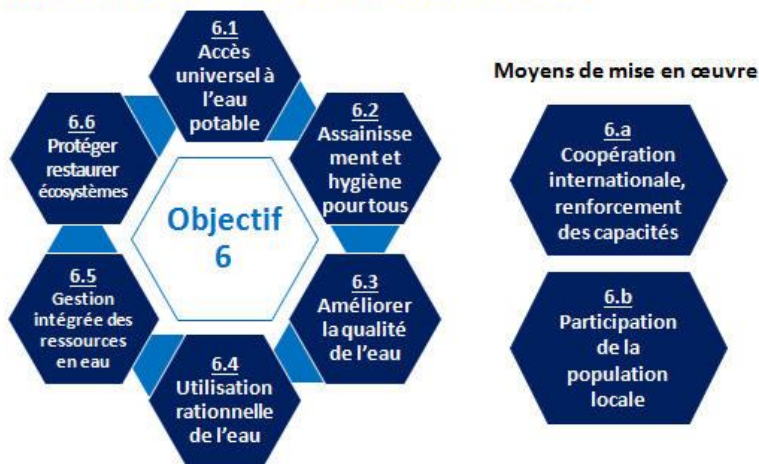 6.1
Accès
universel à
l'eau
potable
6.2
Assainisse
ment et
hygiène
pour tous
6.3
Améliorer
la qualité
de l'eau
6.4
Utilisation
rationnelle
de l'eau
6.5
Gestion
intégrée des
ressources
en eau
6.6
Protéger
restaurer
écosystèmes
Objectif
6
Moyens de mise en œuvre
6.a
Coopération
internationale,
renforcement
des capacités
6.b
Participation
de la
population
locale